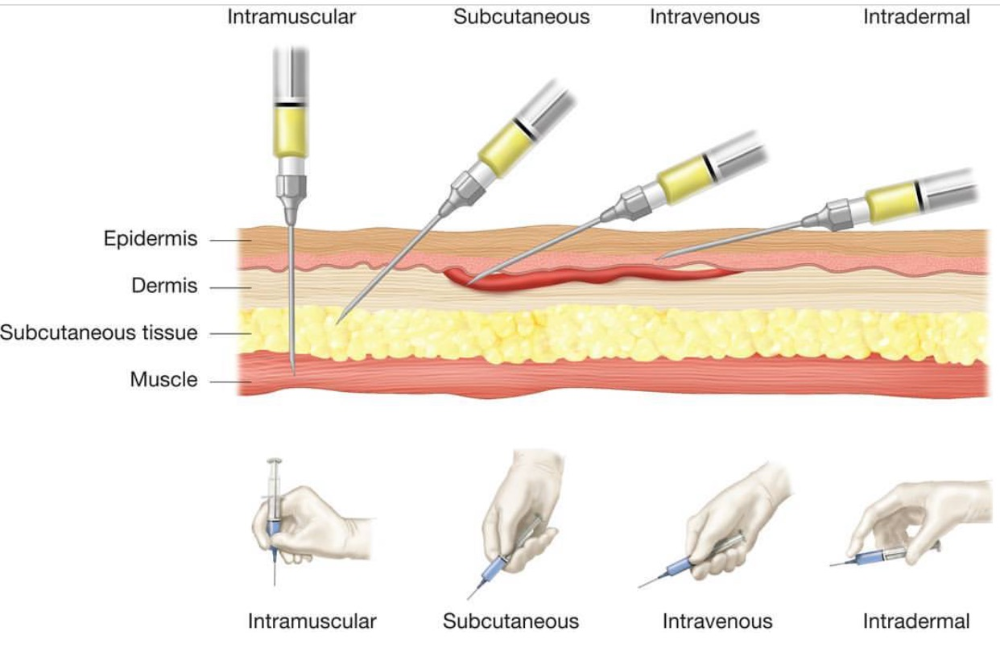 Intramuscular Subcutaneous Intravenous Intradermal
Epidermis
Dermis
Subcutaneous tissue
Muscle
Intramuscular Subcutaneous Intravenous Intradermal